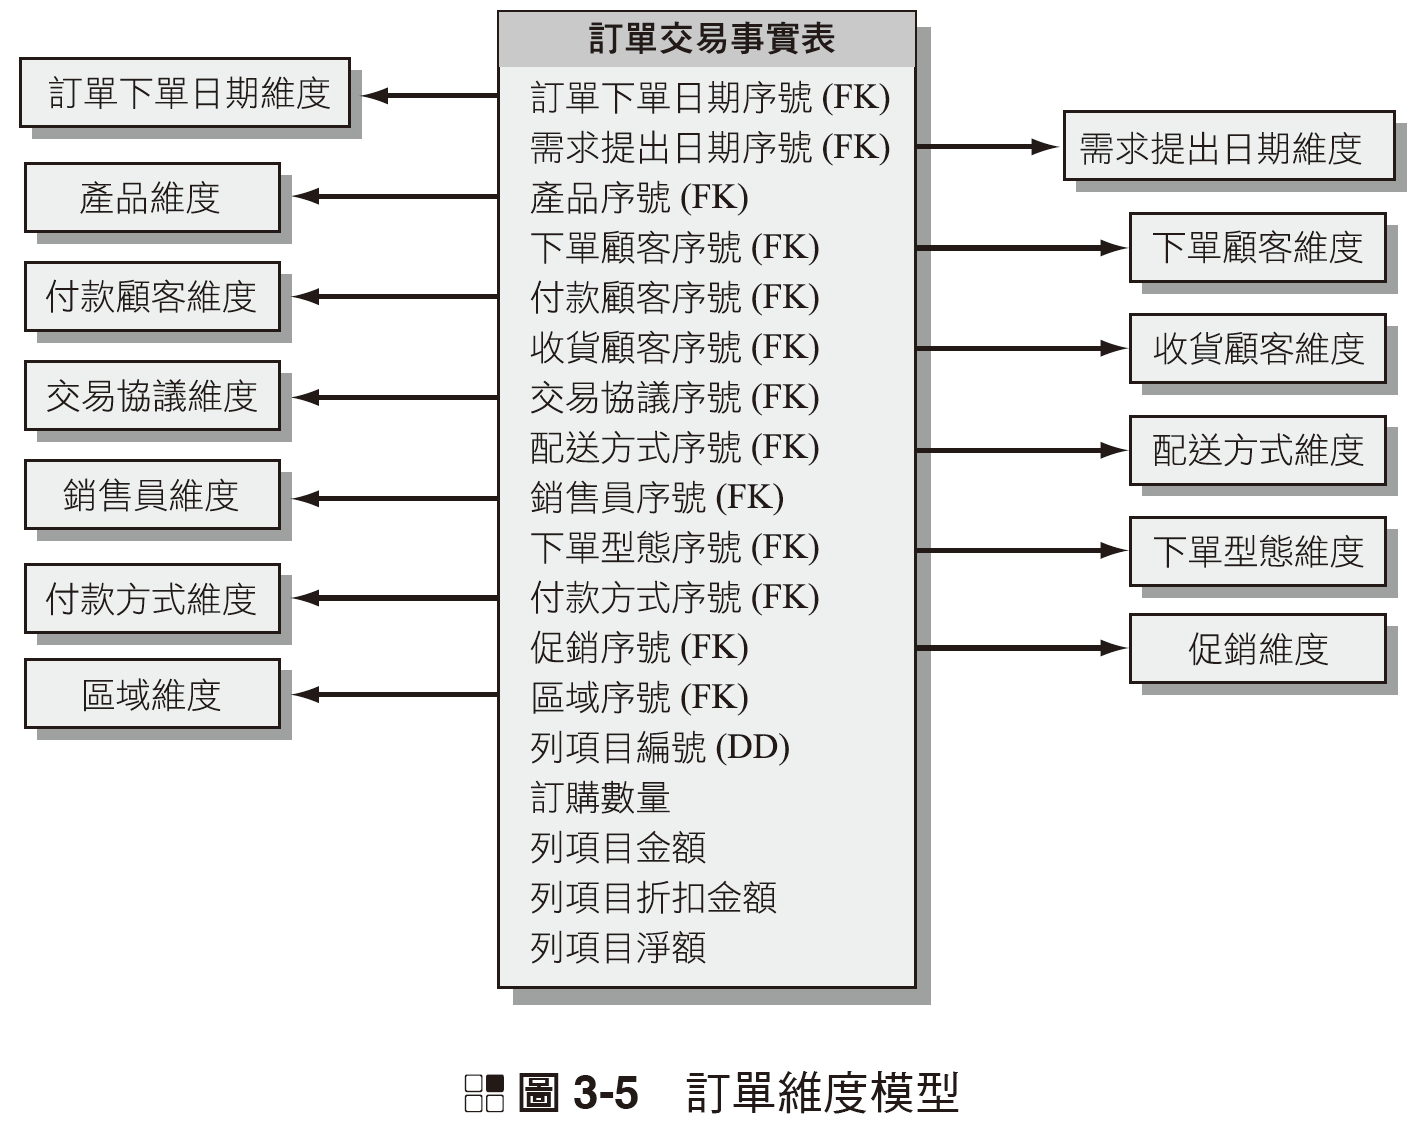 訂單交易事實表
訂單下單日期序號 (FK)
需求提出日期序號 (FK)
產品序號 (FK)
下單顧客序號 (FK)
付款顧客序號 (FK)
收貨顧客序號 (FK)
交易協議序號 (FK)
配送方式序號 (FK)
銷售員序號 (FK)
下單型態序號 (FK)
付款方式序號 (FK)
促銷序號 (FK)
區域序號 (FK)
列項目編號 (DD)
訂購數量
列項目金額
列項目折扣金額
列項目淨額
訂單下單日期維度
產品維度
付款顧客維度
交易協議維度
銷售員維度
付款方式維度
區域維度
需求提出日期維度
下單顧客維度
收貨顧客維度
配送方式維度
下單型態維度
促銷維度
圖 3-5 訂單維度模型